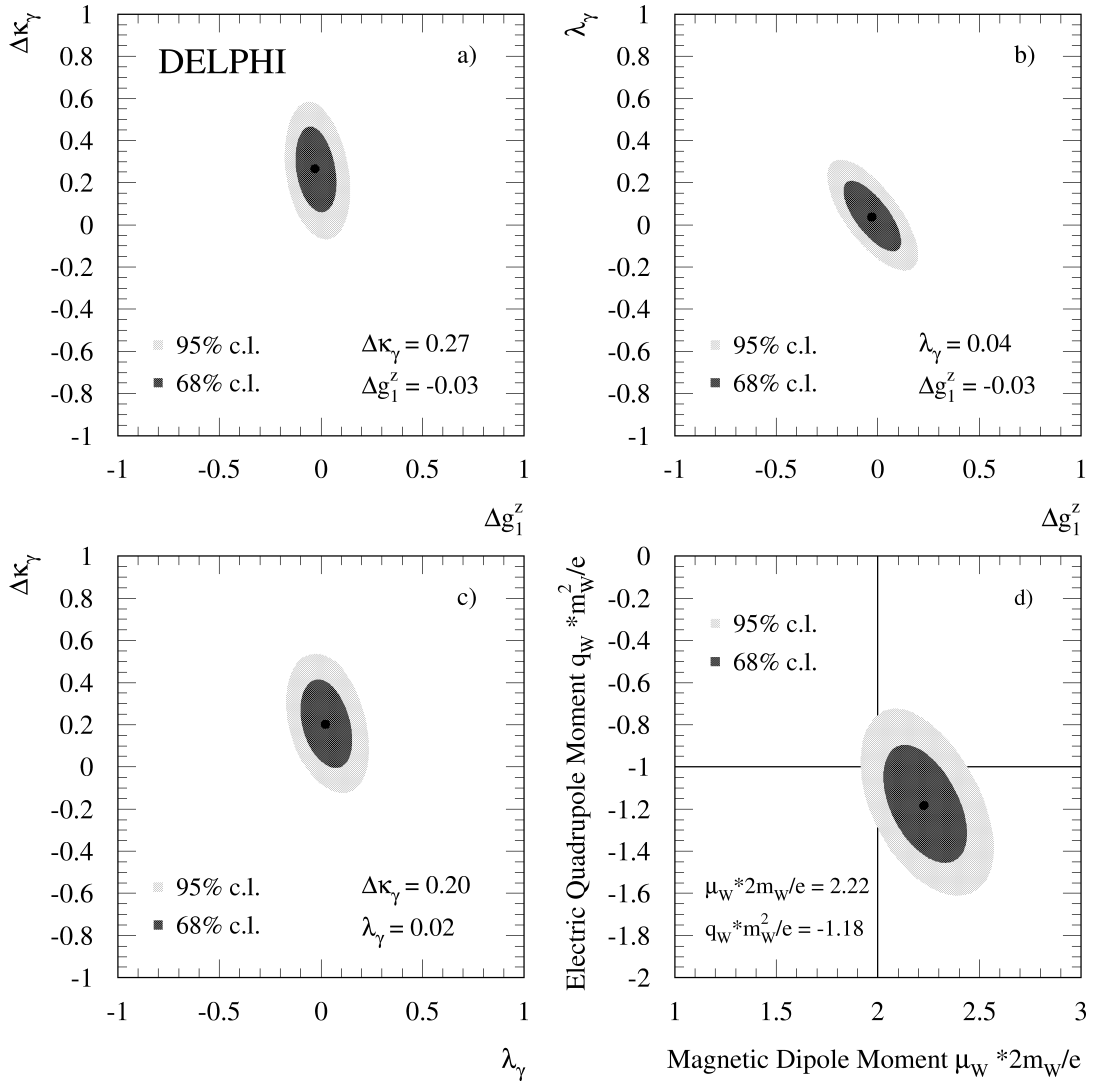 Δκγ
1
0.8
0.6
0.4
0.2
0
-0.2
-0.4
-0.6
-0.8
-1
DELPHI
a)
95% c.l.
68% c.l.
Δκγ = 0.27
Δg₁ᶻ = -0.03
-1 -0.5 0 0.5 1
Δg₁ᶻ
λγ
1
0.8
0.6
0.4
0.2
0
-0.2
-0.4
-0.6
-0.8
-1
b)
95% c.l.
68% c.l.
λγ = 0.04
Δg₁ᶻ = -0.03
-1 -0.5 0 0.5 1
Δg₁ᶻ
Δκγ
1
0.8
0.6
0.4
0.2
0
-0.2
-0.4
-0.6
-0.8
-1
c)
95% c.l.
68% c.l.
Δκγ = 0.20
λγ = 0.02
-1 -0.5 0 0.5 1
λγ
Electric Quadrupole Moment qW *mW²/e
0
-0.2
-0.4
-0.6
-0.8
-1
-1.2
-1.4
-1.6
-1.8
-2
d)
95% c.l.
68% c.l.
μW*2mW/e = 2.22
qW*mW²/e = -1.18
1 1.5 2 2.5 3
Magnetic Dipole Moment μW *2mW/e